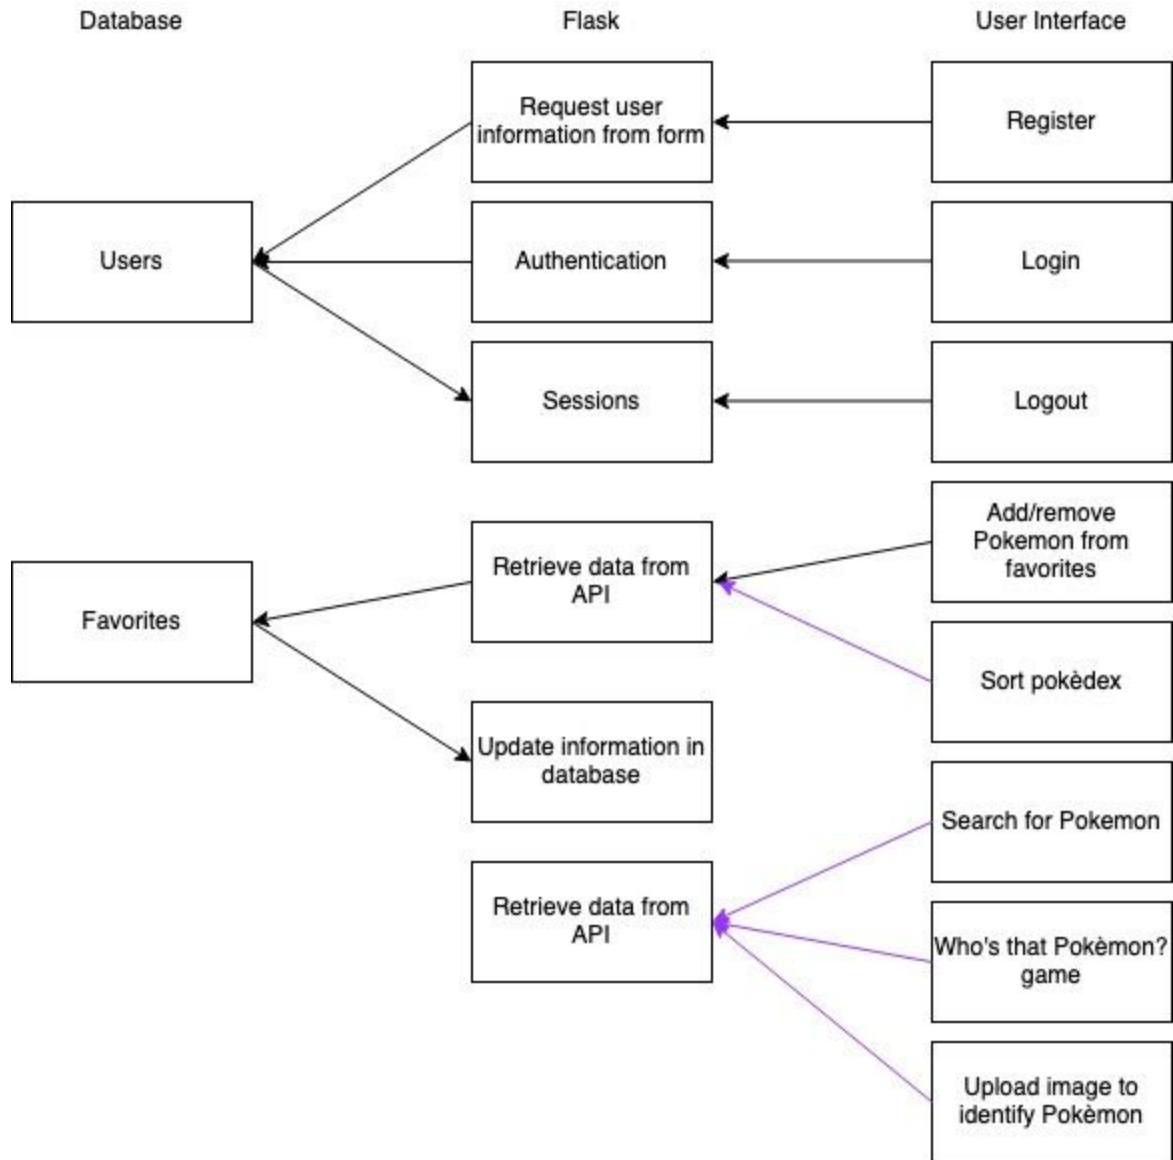 Database
Flask
User Interface
Request user
information from form
Register
Users
Authentication
Login
Sessions
Logout
Add/remove
Pokemon from
favorites
Retrieve data from
API
Favorites
Sort pokèdex
Update information in
database
Search for Pokemon
Retrieve data from
API
Who's that Pokèmon?
game
Upload image to
identify Pokèmon